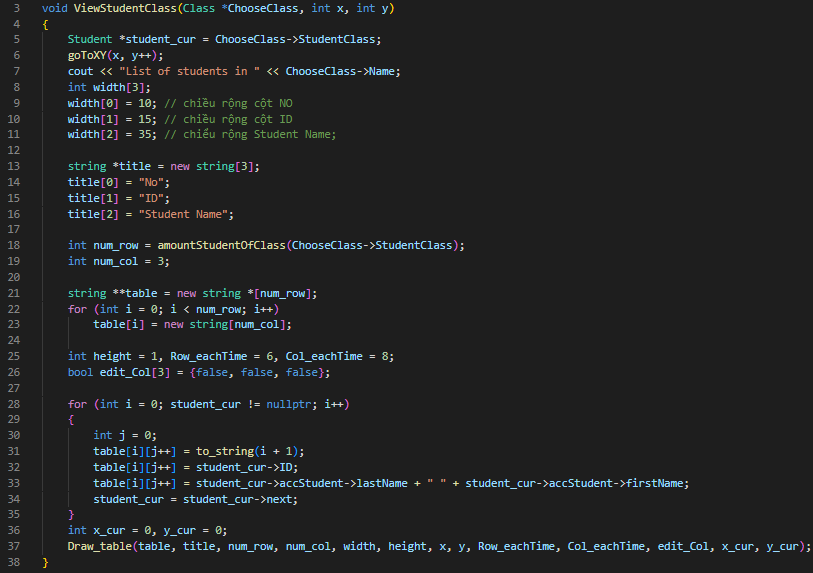 3 void ViewStudentClass(Class *ChooseClass, int x, int y)
4 {
5 Student *student_cur = ChooseClass->StudentClass;
6 goToXY(x, y++);
7 cout << "List of students in " << ChooseClass->Name;
8 int width[3];
9 width[0] = 10; // chiều rộng cột NO
10 width[1] = 15; // chiều rộng cột ID
11 width[2] = 35; // chiểu rộng Student Name;
12
13 string *title = new string[3];
14 title[0] = "No";
15 title[1] = "ID";
16 title[2] = "Student Name";
17
18 int num_row = amountStudentOfClass(ChooseClass->StudentClass);
19 int num_col = 3;
20
21 string **table = new string *[num_row];
22 for (int i = 0; i < num_row; i++)
23 table[i] = new string[num_col];
24
25 int height = 1, Row_eachTime = 6, Col_eachTime = 8;
26 bool edit_Col[3] = {false, false, false};
27
28 for (int i = 0; student_cur != nullptr; i++)
29 {
30 int j = 0;
31 table[i][j++] = to_string(i + 1);
32 table[i][j++] = student_cur->ID;
33 table[i][j++] = student_cur->accStudent->lastName + " " + student_cur->accStudent->firstName;
34 student_cur = student_cur->next;
35 }
36 int x_cur = 0, y_cur = 0;
37 Draw_table(table, title, num_row, num_col, width, height, x, y, Row_eachTime, Col_eachTime, edit_Col, x_cur, y_cur);
38 }